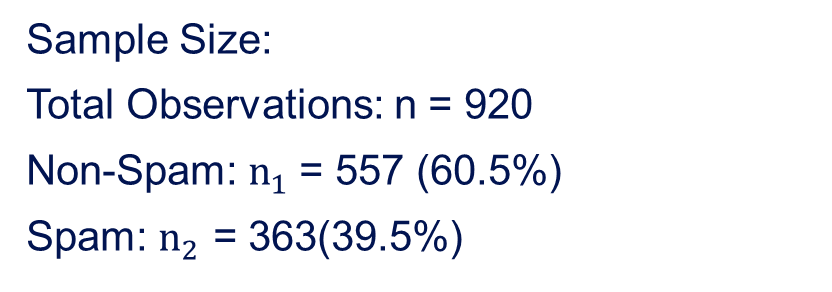 Sample Size:
Total Observations: n = 920
Non-Spam: n₁ = 557 (60.5%)
Spam: n₂ = 363(39.5%)